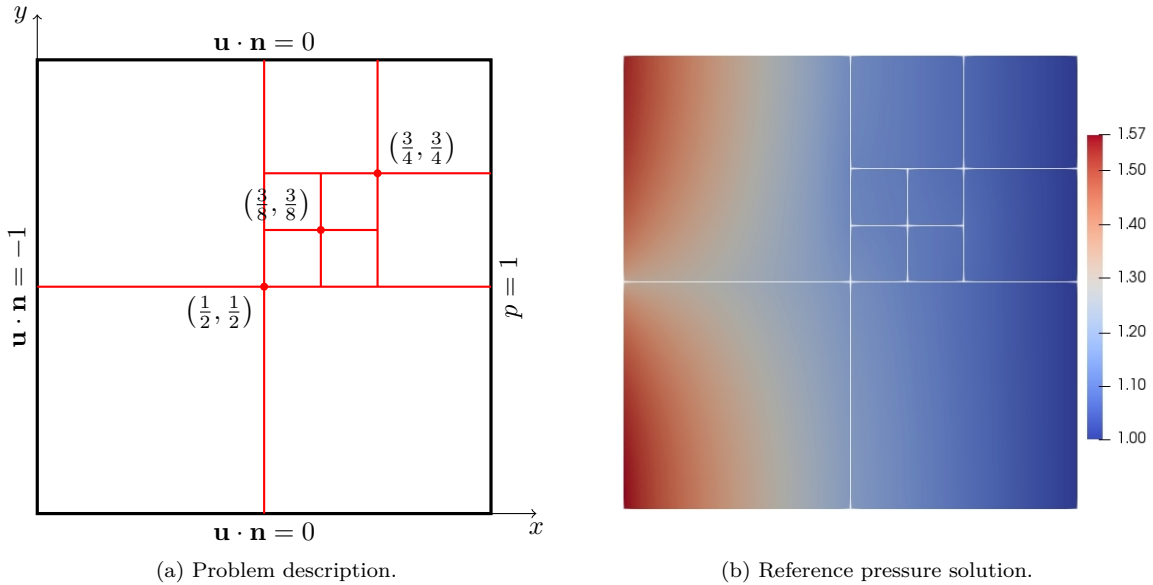 y
u · n = 0
(3/4, 3/4)
(3/8, 3/8)
(1/2, 1/2)
u · n = −1
p = 1
x
u · n = 0
(a) Problem description.
1.57
1.50
1.40
1.30
1.20
1.10
1.00
(b) Reference pressure solution.